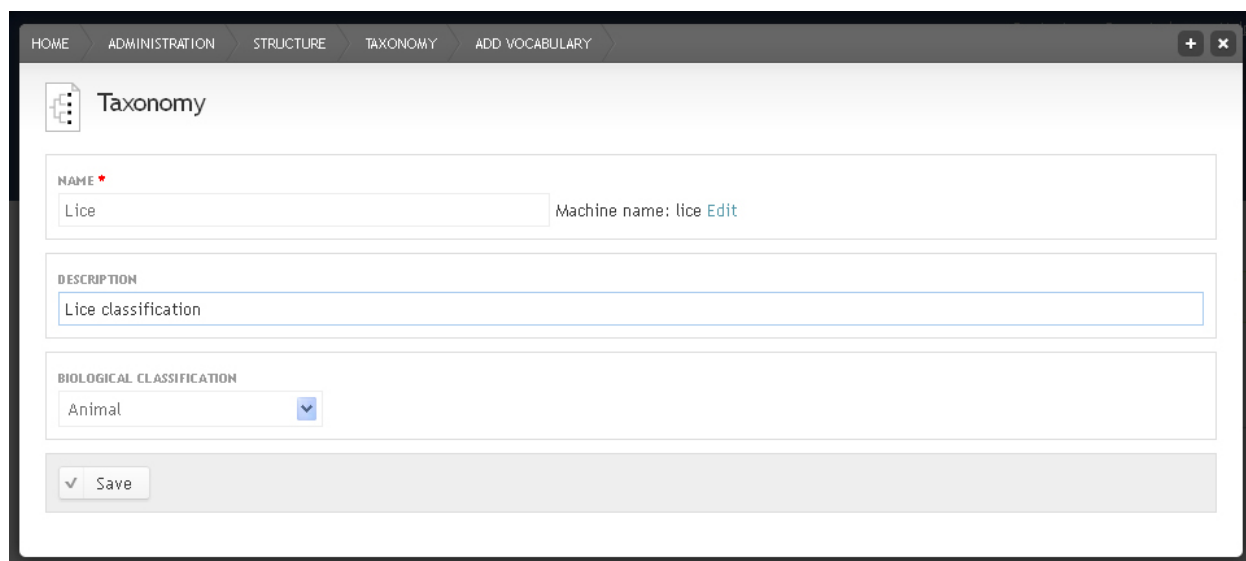 HOME ADMINISTRATION STRUCTURE TAXONOMY ADD VOCABULARY
Taxonomy
NAME *
Lice Machine name: lice Edit
DESCRIPTION
Lice classification
BIOLOGICAL CLASSIFICATION
Animal
Save